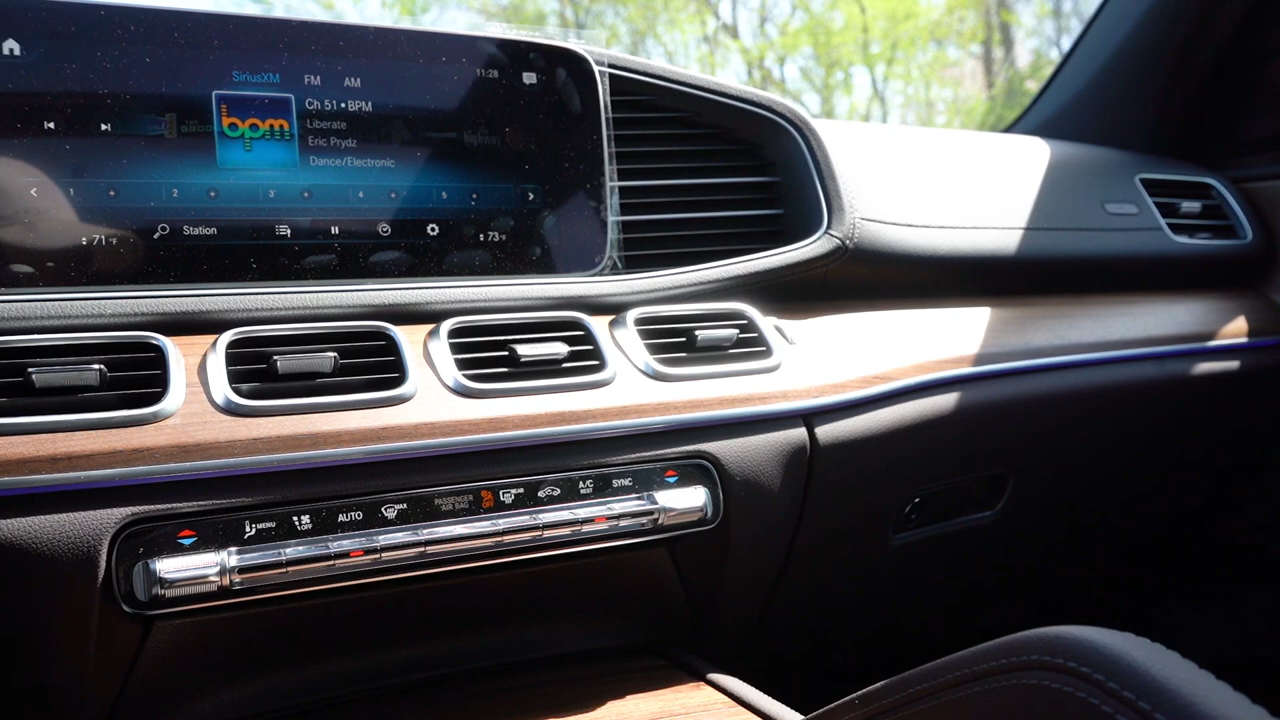 SiriusXM FM AM
11:28
Ch 51 • BPM
bpm
Liberate
Eric Prydz
Dance/Electronic
1 2 3 4 5
71 °F
Station
73 °F
MENU
OFF
AUTO
MAX
PASSENGER
AIR BAG
OFF
REAR
A/C
REST
SYNC